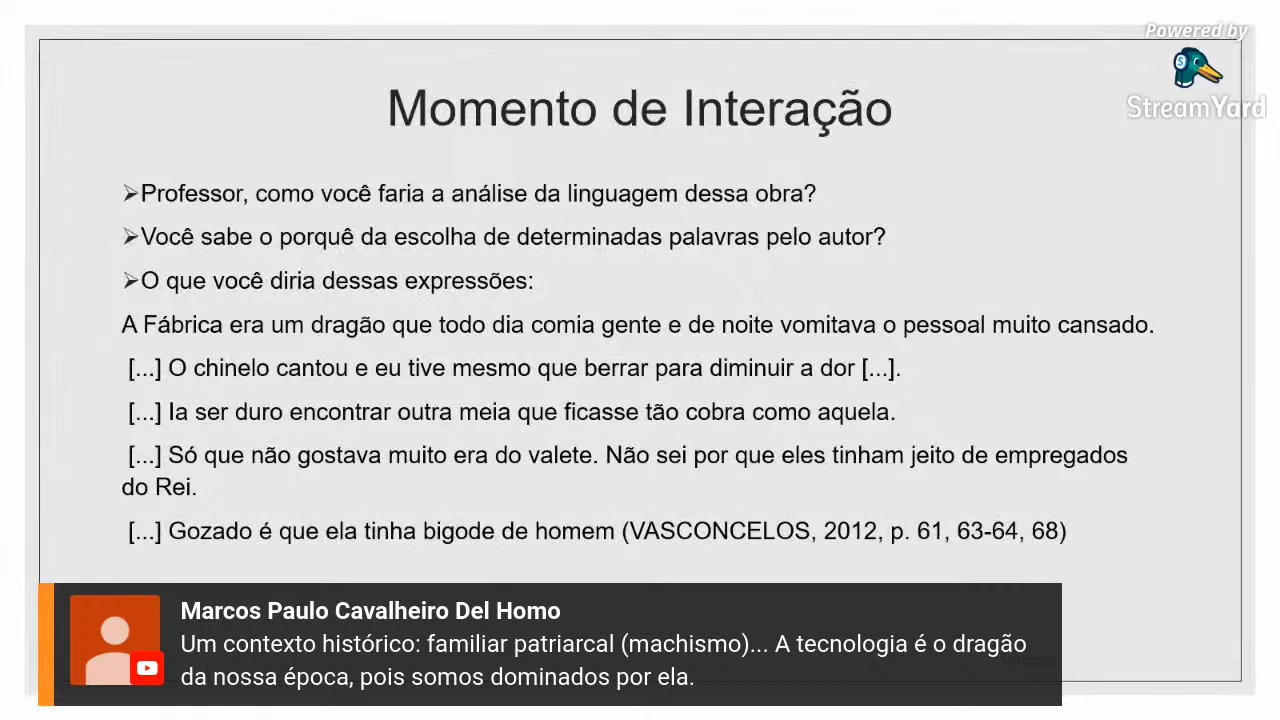 Powered by
StreamYard
Momento de Interação
➢Professor, como você faria a análise da linguagem dessa obra?
➢Você sabe o porquê da escolha de determinadas palavras pelo autor?
➢O que você diria dessas expressões:
A Fábrica era um dragão que todo dia comia gente e de noite vomitava o pessoal muito cansado.
[...] O chinelo cantou e eu tive mesmo que berrar para diminuir a dor [...].
[...] Ia ser duro encontrar outra meia que ficasse tão cobra como aquela.
[...] Só que não gostava muito era do valete. Não sei por que eles tinham jeito de empregados
do Rei.
[...] Gozado é que ela tinha bigode de homem (VASCONCELOS, 2012, p. 61, 63-64, 68)
Marcos Paulo Cavalheiro Del Homo
Um contexto histórico: familiar patriarcal (machismo)... A tecnologia é o dragão
da nossa época, pois somos dominados por ela.